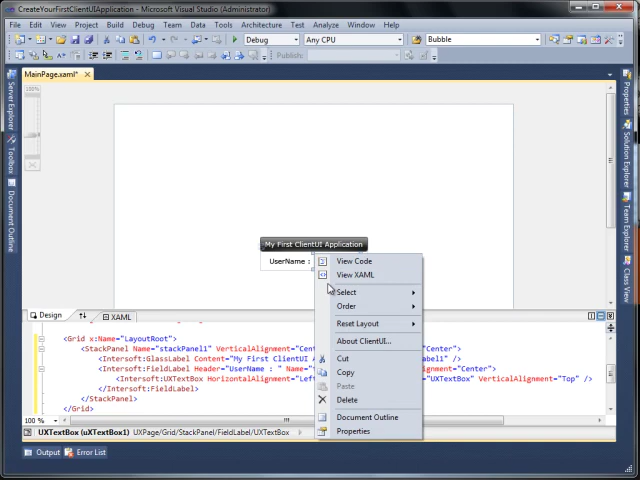 CreateYourFirstClientUIApplication - Microsoft Visual Studio (Administrator)
File Edit View Project Build Debug Team Data Tools Architecture Test Analyze Window Help
Debug Any CPU Bubble
Publish:
MainPage.xaml*
100%
Server Explorer
Toolbox
Document Outline
Properties
Solution Explorer
Team Explorer
Class View
My First ClientUI Application
UserName :
View Code
View XAML
Select
Order
Reset Layout
About ClientUI...
Cut
Copy
Paste
Delete
Document Outline
Properties
Design XAML
<Grid x:Name="LayoutRoot">
<StackPanel Name="stackPanel1" VerticalAlignment="Center">
<Intersoft:GlassLabel Content="My First ClientUI A abel1" />
<Intersoft:FieldLabel Header="UserName : " Name= ="Center">
<Intersoft:UXTextBox HorizontalAlignment="Left "UXTextBox" VerticalAlignment="Top" />
</Intersoft:FieldLabel>
</StackPanel>
</Grid>
100 %
UXTextBox (uXTextBox1) UXPage/Grid/StackPanel/FieldLabel/UXTextBox
Output Error List